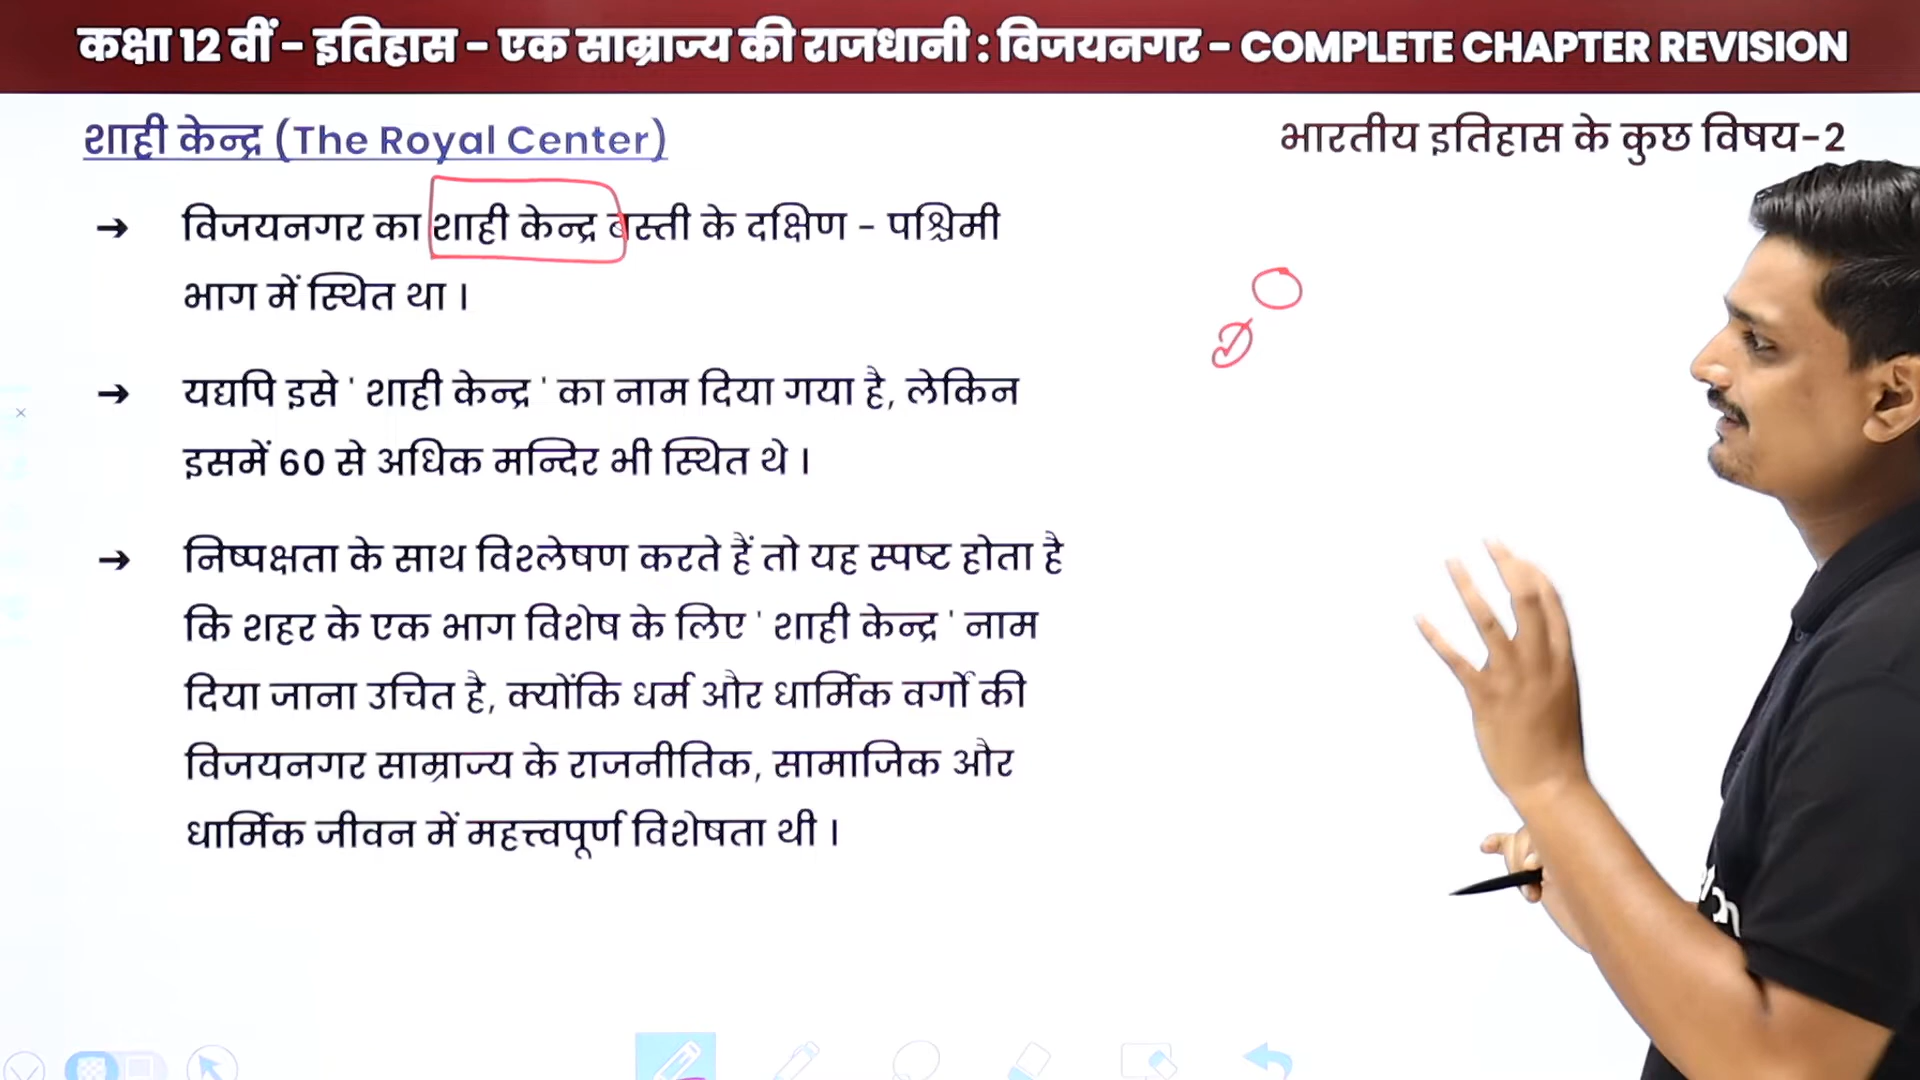 कक्षा 12 वीं - इतिहास - एक साम्राज्य की राजधानी : विजयनगर - COMPLETE CHAPTER REVISION
शाही केन्द्र (The Royal Center)
भारतीय इतिहास के कुछ विषय-2
→ विजयनगर का शाही केन्द्र बस्ती के दक्षिण - पश्चिमी
भाग में स्थित था ।
→ यद्यपि इसे ' शाही केन्द्र ' का नाम दिया गया है, लेकिन
इसमें 60 से अधिक मन्दिर भी स्थित थे ।
→ निष्पक्षता के साथ विश्लेषण करते हैं तो यह स्पष्ट होता है
कि शहर के एक भाग विशेष के लिए ' शाही केन्द्र ' नाम
दिया जाना उचित है, क्योंकि धर्म और धार्मिक वर्गों की
विजयनगर साम्राज्य के राजनीतिक, सामाजिक और
धार्मिक जीवन में महत्त्वपूर्ण विशेषता थी ।